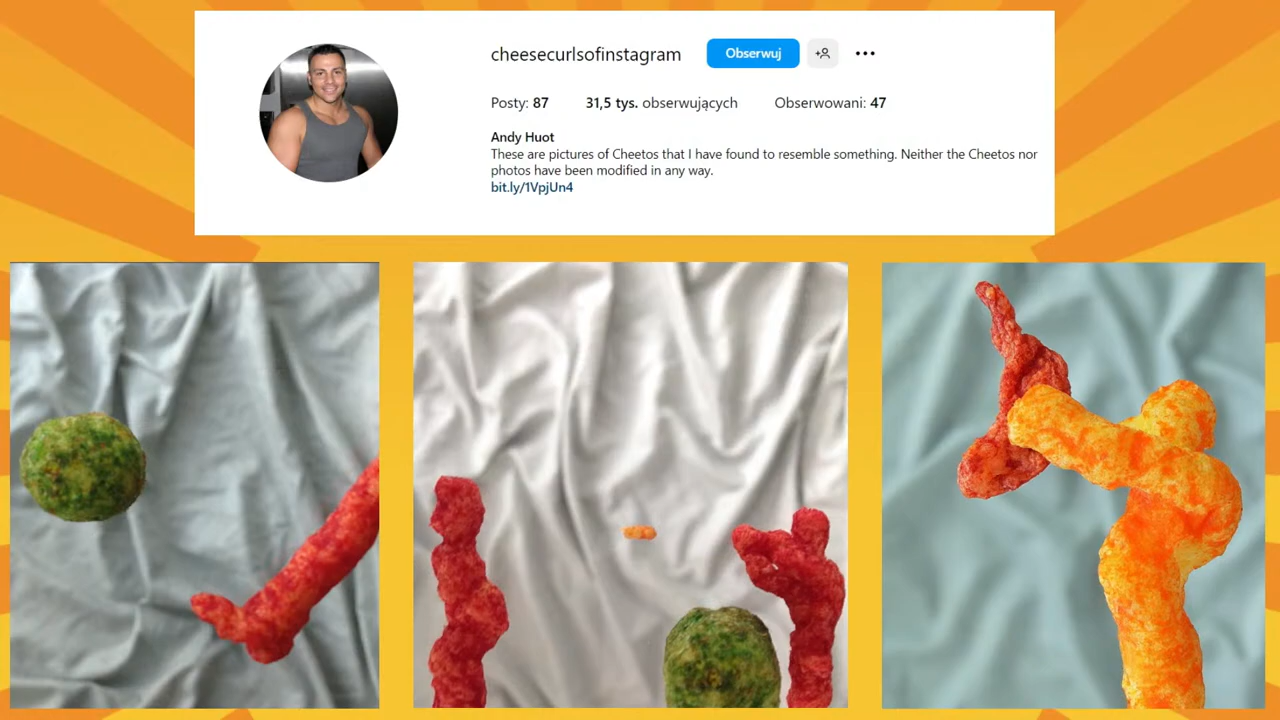 cheesecurlsofinstagram Obserwuj
Posty: 87 31,5 tys. obserwujących Obserwowani: 47
Andy Huot
These are pictures of Cheetos that I have found to resemble something. Neither the Cheetos nor
photos have been modified in any way.
bit.ly/1VpjUn4